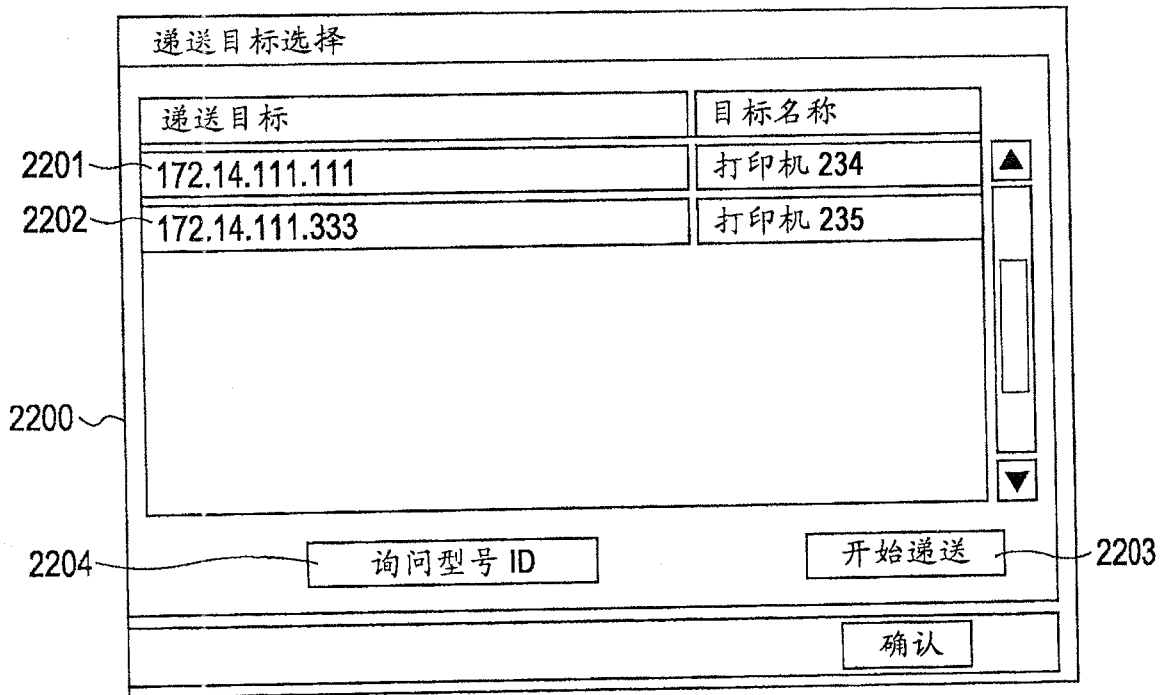 递送目标选择
递送目标 目标名称
2201 172.14.111.111 打印机 234
2202 172.14.111.333 打印机 235
2200
2204 询问型号 ID 开始递送 2203
确认